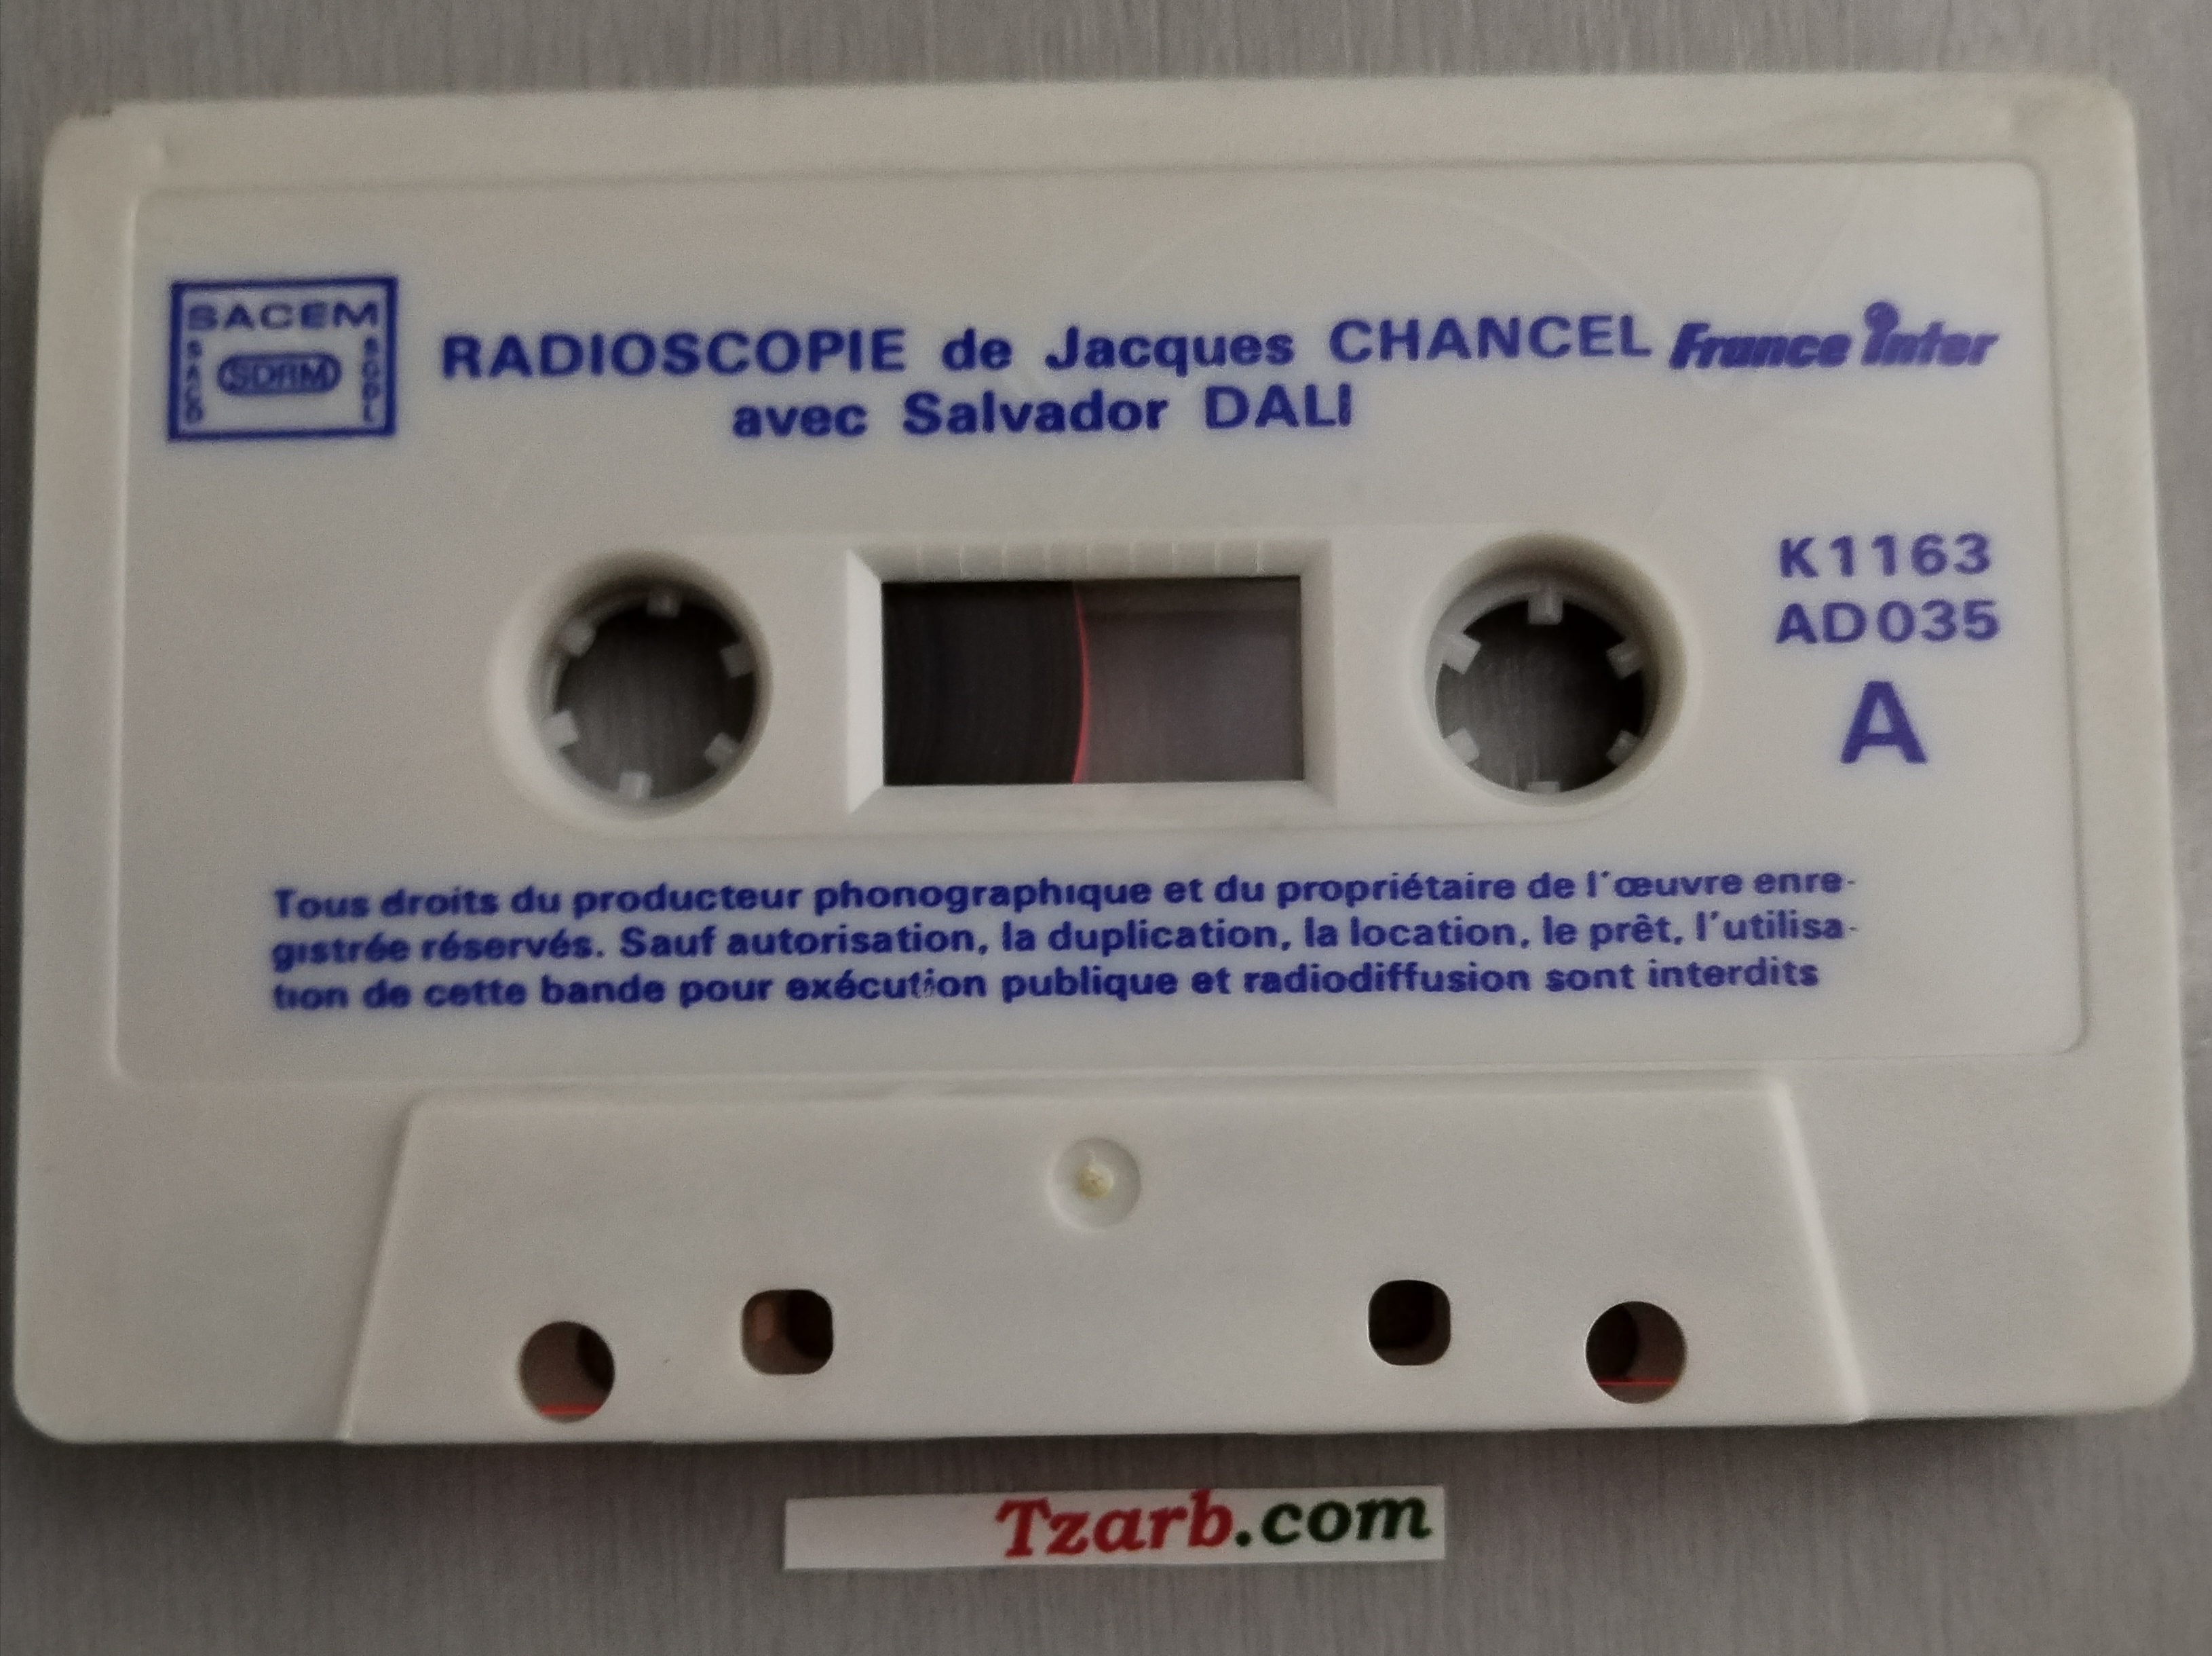 SACEM
SACD
SDRM
SGDL
RADIOSCOPIE de Jacques CHANCEL France Inter
avec Salvador DALI
K1163
AD035
A
Tous droits du producteur phonographique et du propriétaire de l'œuvre enre-
gistrée réservés. Sauf autorisation, la duplication, la location, le prêt, l'utilisa-
tion de cette bande pour exécution publique et radiodiffusion sont interdits
Tzarb.com